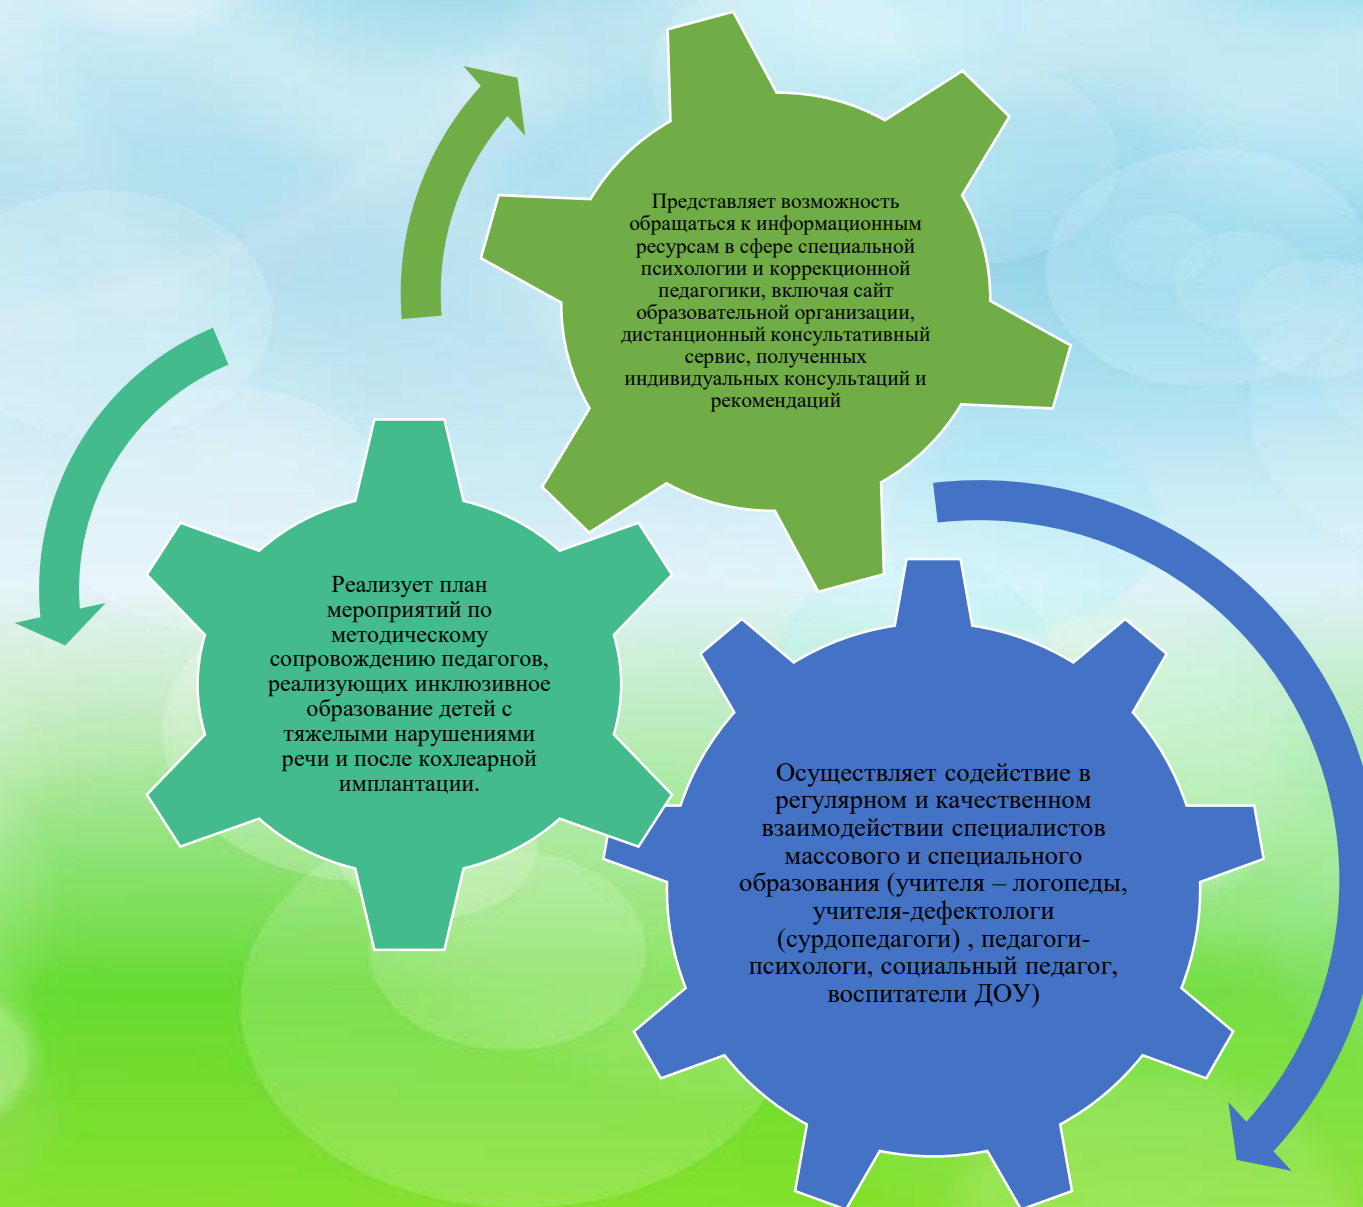 Представляет возможность
обращаться к информационным
ресурсам в сфере специальной
психологии и коррекционной
педагогики, включая сайт
образовательной организации,
дистанционный консультативный
сервис, полученных
индивидуальных консультаций и
рекомендаций
Реализует план
мероприятий по
методическому
сопровождению педагогов,
реализующих инклюзивное
образование детей с
тяжелыми нарушениями
речи и после кохлеарной
имплантации.
Осуществляет содействие в
регулярном и качественном
взаимодействии специалистов
массового и специального
образования (учителя – логопеды,
учителя-дефектологи
(сурдопедагоги) , педагоги-
психологи, социальный педагог,
воспитатели ДОУ)